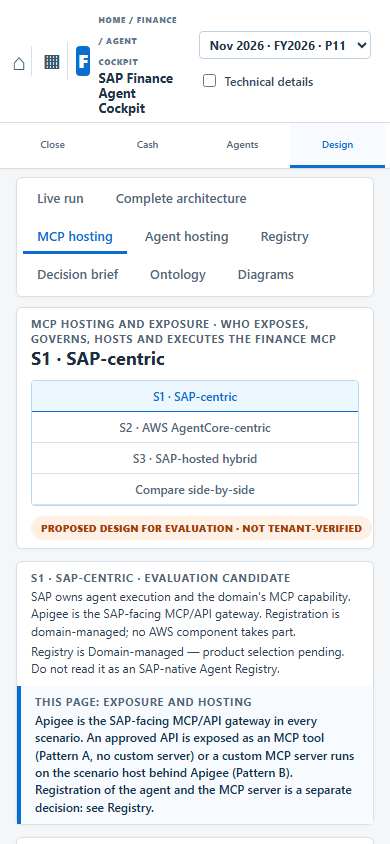 HOME / FINANCE
/ AGENT
COCKPIT
F
SAP Finance
Agent
Cockpit
Nov 2026 · FY2026 · P11
Technical details
Close
Cash
Agents
Design
Live run
Complete architecture
MCP hosting
Agent hosting
Registry
Decision brief
Ontology
Diagrams
MCP HOSTING AND EXPOSURE · WHO EXPOSES,
GOVERNS, HOSTS AND EXECUTES THE FINANCE MCP
S1 · SAP-centric
S1 · SAP-centric
S2 · AWS AgentCore-centric
S3 · SAP-hosted hybrid
Compare side-by-side
PROPOSED DESIGN FOR EVALUATION · NOT TENANT-VERIFIED
S1 · SAP-CENTRIC · EVALUATION CANDIDATE
SAP owns agent execution and the domain's MCP capability.
Apigee is the SAP-facing MCP/API gateway. Registration is
domain-managed; no AWS component takes part.
Registry is Domain-managed — product selection pending.
Do not read it as an SAP-native Agent Registry.
THIS PAGE: EXPOSURE AND HOSTING
Apigee is the SAP-facing MCP/API gateway in every
scenario. An approved API is exposed as an MCP tool
(Pattern A, no custom server) or a custom MCP server runs
on the scenario host behind Apigee (Pattern B).
Registration of the agent and the MCP server is a separate
decision: see Registry.